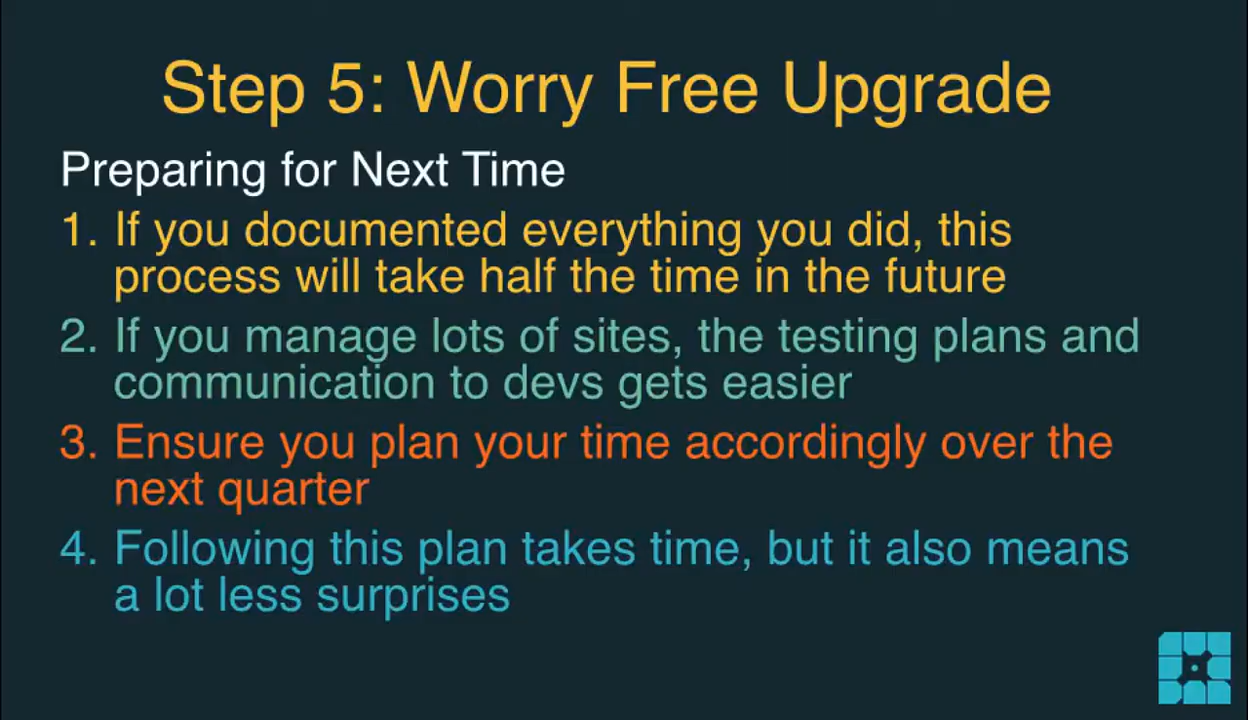 Step 5: Worry Free Upgrade
Preparing for Next Time
1. If you documented everything you did, this
process will take half the time in the future
2. If you manage lots of sites, the testing plans and
communication to devs gets easier
3. Ensure you plan your time accordingly over the
next quarter
4. Following this plan takes time, but it also means
a lot less surprises